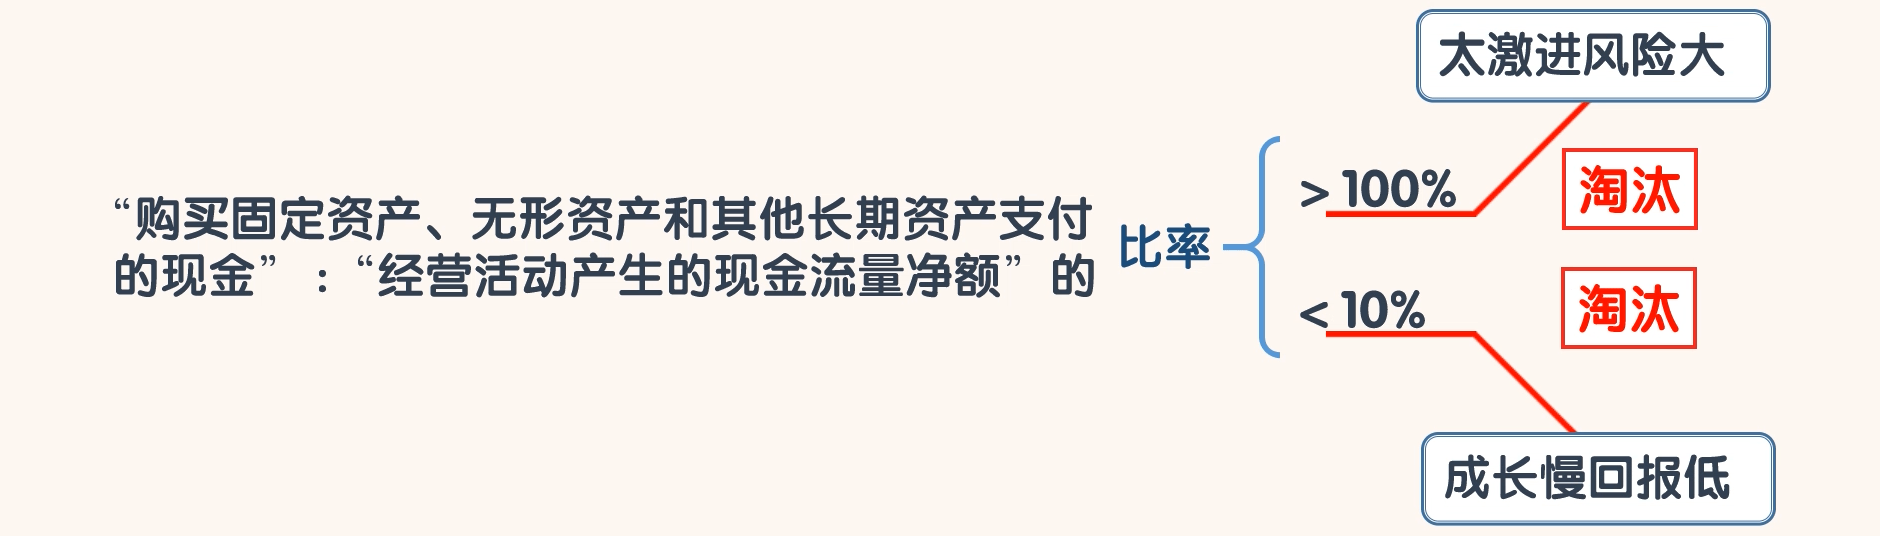 太激进风险大
> 100%
淘汰
“购买固定资产、无形资产和其他长期资产支付
的现金” : “经营活动产生的现金流量净额” 的
比率
< 10%
淘汰
成长慢回报低